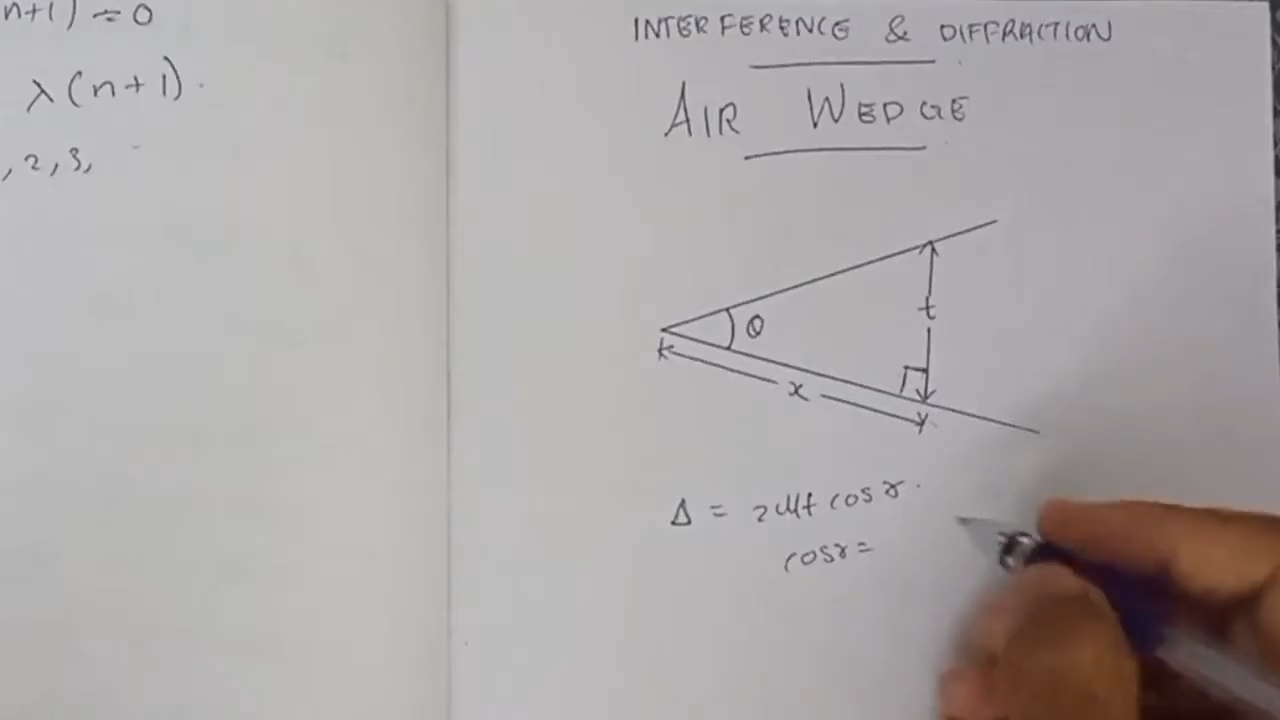 n+1) = 0
λ(n+1).
, 2, 3,
INTERFERENCE & DIFFRACTION
AIR WEDGE
θ
t
x
Δ = 2μt cos r.
cos r =